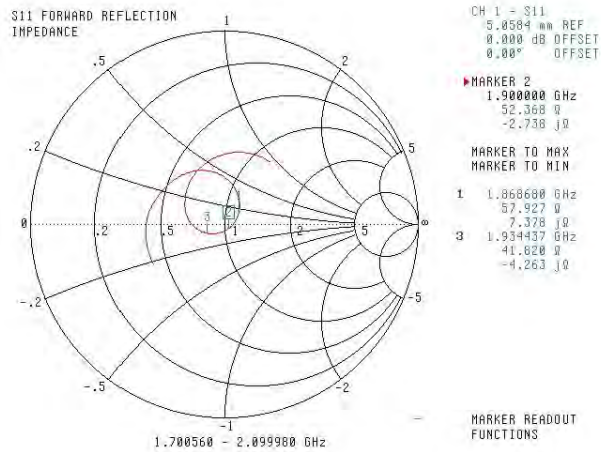 S11 FORWARD REFLECTION
IMPEDANCE
CH 1 - S11
5.0584 mm REF
0.000 dB OFFSET
0.00° OFFSET
MARKER 2
1.900000 GHz
52.368 Ω
-2.738 jΩ
MARKER TO MAX
MARKER TO MIN
1 1.868680 GHz
57.927 Ω
7.378 jΩ
3 1.934437 GHz
41.820 Ω
-4.263 jΩ
MARKER READOUT
FUNCTIONS
1
.5
2
.2
5
0
.2
.5
1
2
5
∞
3
1
2
-.2
-5
-.5
-2
-1
1.700560 - 2.099980 GHz